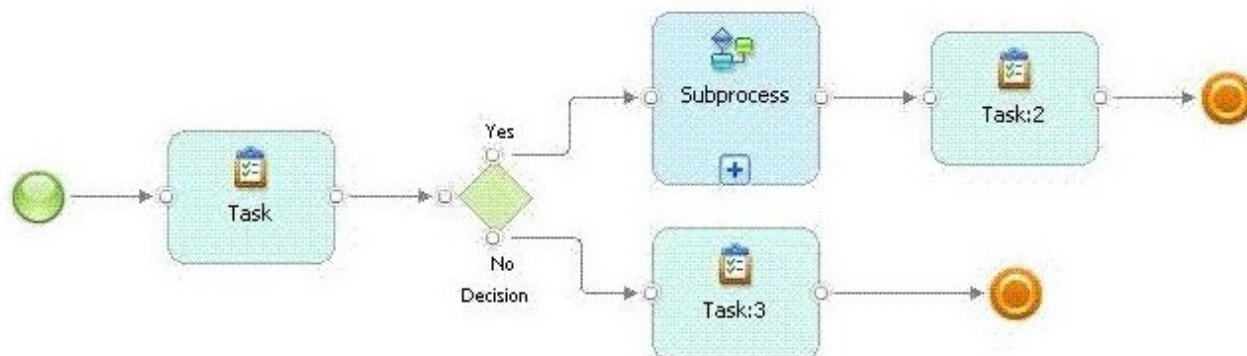 Subprocess
Task:2
Yes
Task
No
Decision
Task:3